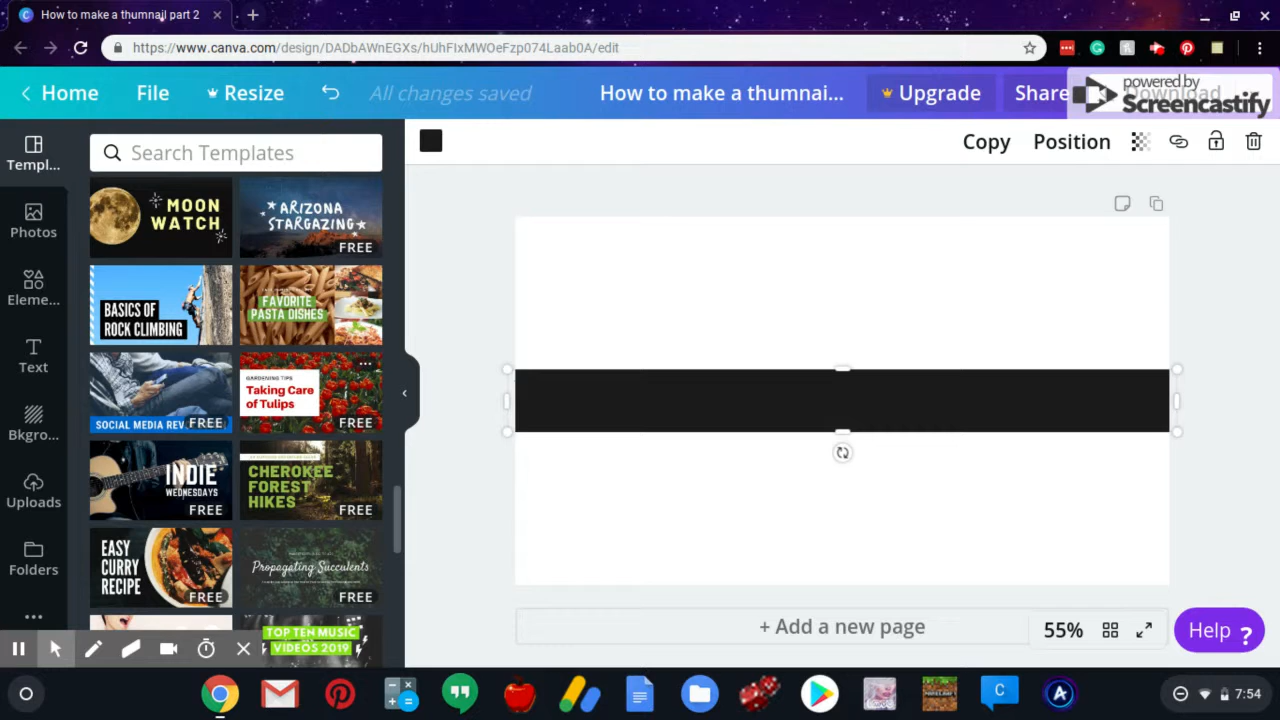 How to make a thumnail part 2
https://www.canva.com/design/DADbAWnEGXs/hUhFIxMWOeFzp074Laab0A/edit
Home File Resize All changes saved How to make a thumnai... Upgrade Share Download
powered by
Screencastify
Templ...
Photos
Eleme...
Text
Bkgro...
Uploads
Folders
Search Templates
MOON
WATCH
ARIZONA
STARGAZING
FREE
BASICS OF
ROCK CLIMBING
FAVORITE
PASTA DISHES
SOCIAL MEDIA REV
FREE
GARDENING TIPS
Taking Care
of Tulips
FREE
INDIE
WEDNESDAYS
FREE
CHEROKEE
FOREST
HIKES
FREE
EASY
CURRY
RECIPE
FREE
Propagating Succulents
FREE
TOP TEN MUSIC
VIDEOS 2019
Copy Position
+ Add a new page
55%
Help ?
7:54